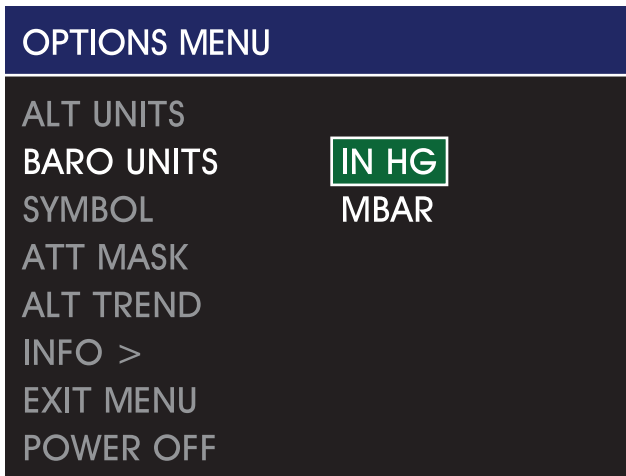 OPTIONS MENU
ALT UNITS
BARO UNITS IN HG
SYMBOL MBAR
ATT MASK
ALT TREND
INFO >
EXIT MENU
POWER OFF